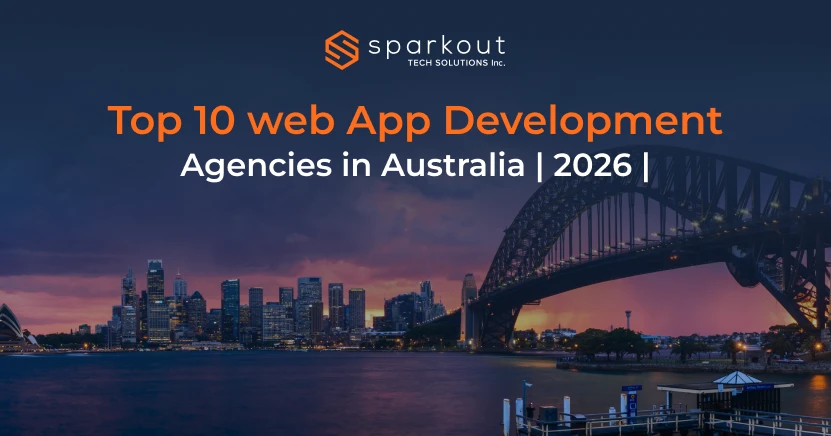 sparkout
TECH SOLUTIONS Inc.
Top 10 web App Development
Agencies in Australia | 2026 |